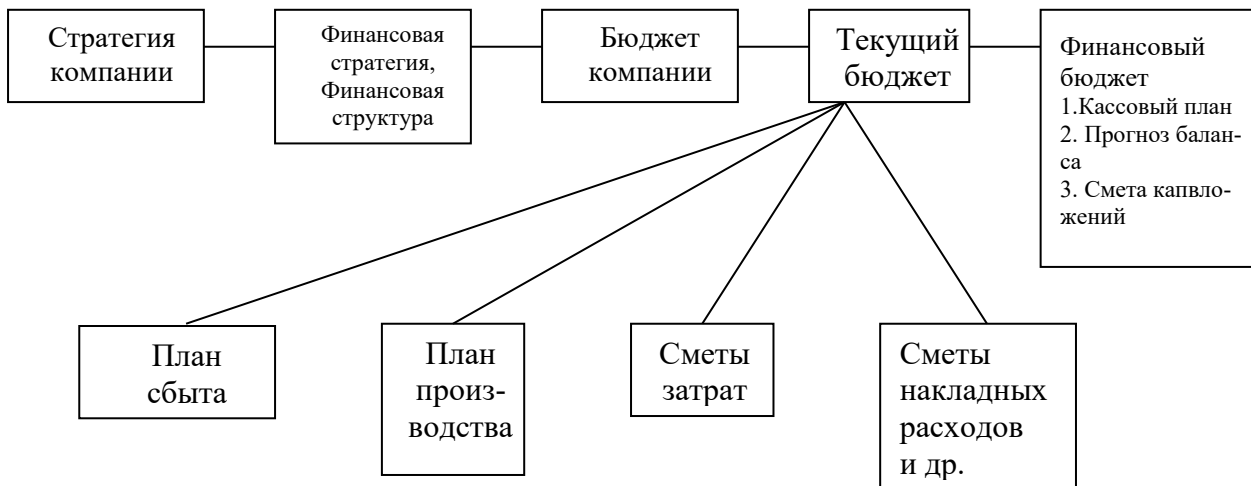 Стратегия
компании
Финансовая
стратегия,
Финансовая
структура
Бюджет
компании
Текущий
бюджет
Финансовый
бюджет
1.Кассовый план
2. Прогноз балан-
са
3. Смета капвло-
жений
План
сбыта
План
произ-
водства
Сметы
затрат
Сметы
накладных
расходов
и др.